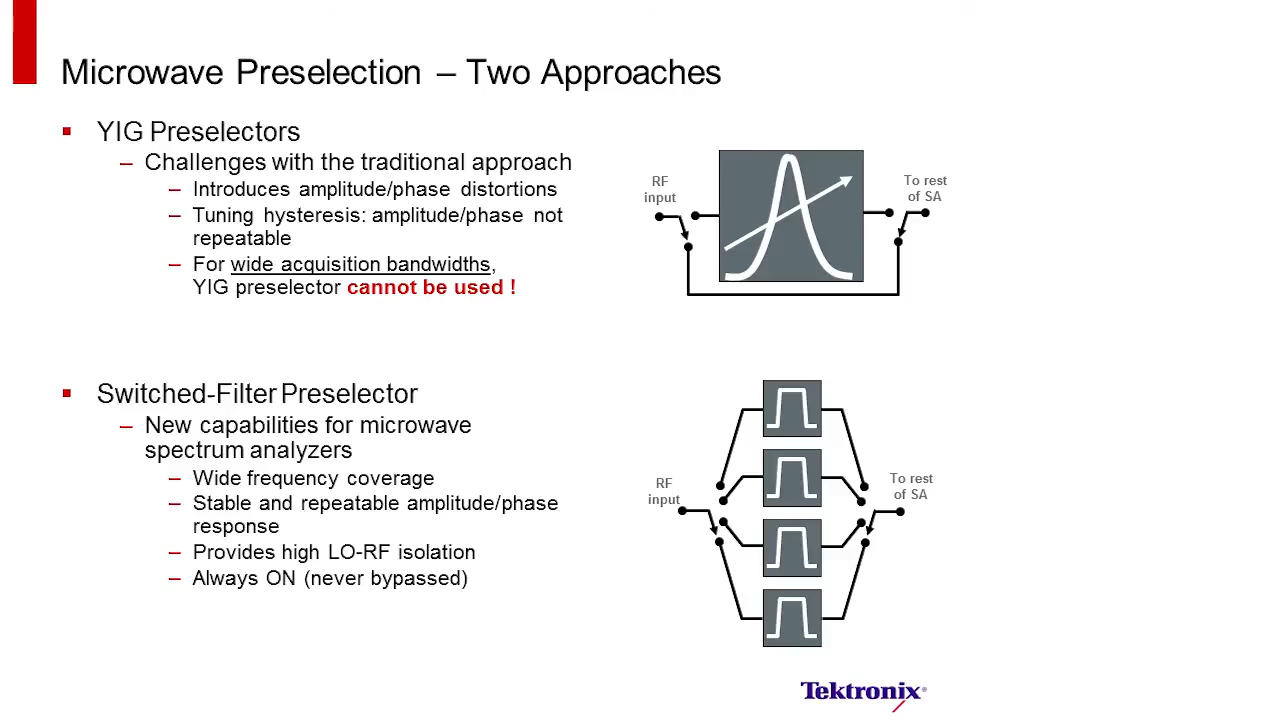 Microwave Preselection – Two Approaches
▪ YIG Preselectors
– Challenges with the traditional approach
– Introduces amplitude/phase distortions
– Tuning hysteresis: amplitude/phase not
repeatable
– For wide acquisition bandwidths,
YIG preselector cannot be used !
RF
input
To rest
of SA
▪ Switched-Filter Preselector
– New capabilities for microwave
spectrum analyzers
– Wide frequency coverage
– Stable and repeatable amplitude/phase
response
– Provides high LO-RF isolation
– Always ON (never bypassed)
RF
input
To rest
of SA
Tektronix®